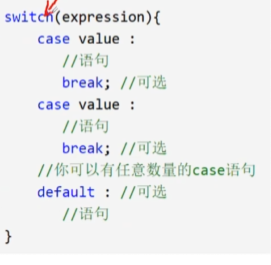 switch(expression){
    case value :
       //语句
       break; //可选
    case value :
       //语句
       break; //可选
    //你可以有任意数量的case语句
    default : //可选
       //语句
}